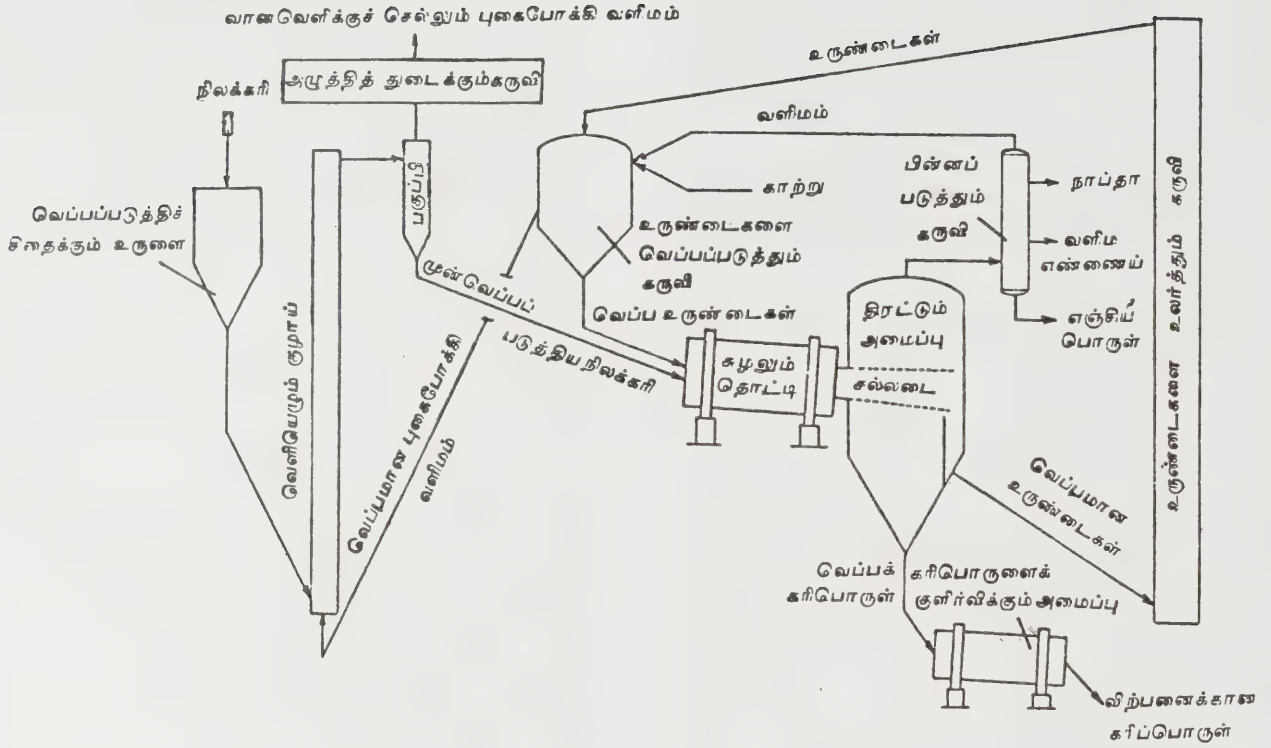 வானவெளிக்குச் செல்லும் புகைபோக்கி வளிமம்
அழுத்தித் துடைக்கும்கருவி
நிலக்கரி
பகுப்பி
வெப்பப்படுத்திச்
சிதைக்கும் உருளை
வெளியெழும் குழாய்
முன்வெப்பப்
படுத்தியநிலக்கரி
வெப்பமான புகைபோக்கி
வளிமம்
உருண்டைகள்
வளிமம்
காற்று
உருண்டைகளை
வெப்பப்படுத்தும்
கருவி
வெப்ப உருண்டைகள்
சுழலும்
தொட்டி
திரட்டும்
அமைப்பு
சல்லடை
பின்னப்
படுத்தும்
கருவி
நாப்தா
வளிம
எண்ணெய்
எஞ்சிய
பொருள்
உருண்டைகளை உலர்த்தும் கருவி
வெப்பமான
உருண்டைகள்
வெப்பக்
கரிபொருள்
கரிபொருளைக்
குளிர்விக்கும் அமைப்பு
விற்பனைக்கான
கரிப்பொருள்